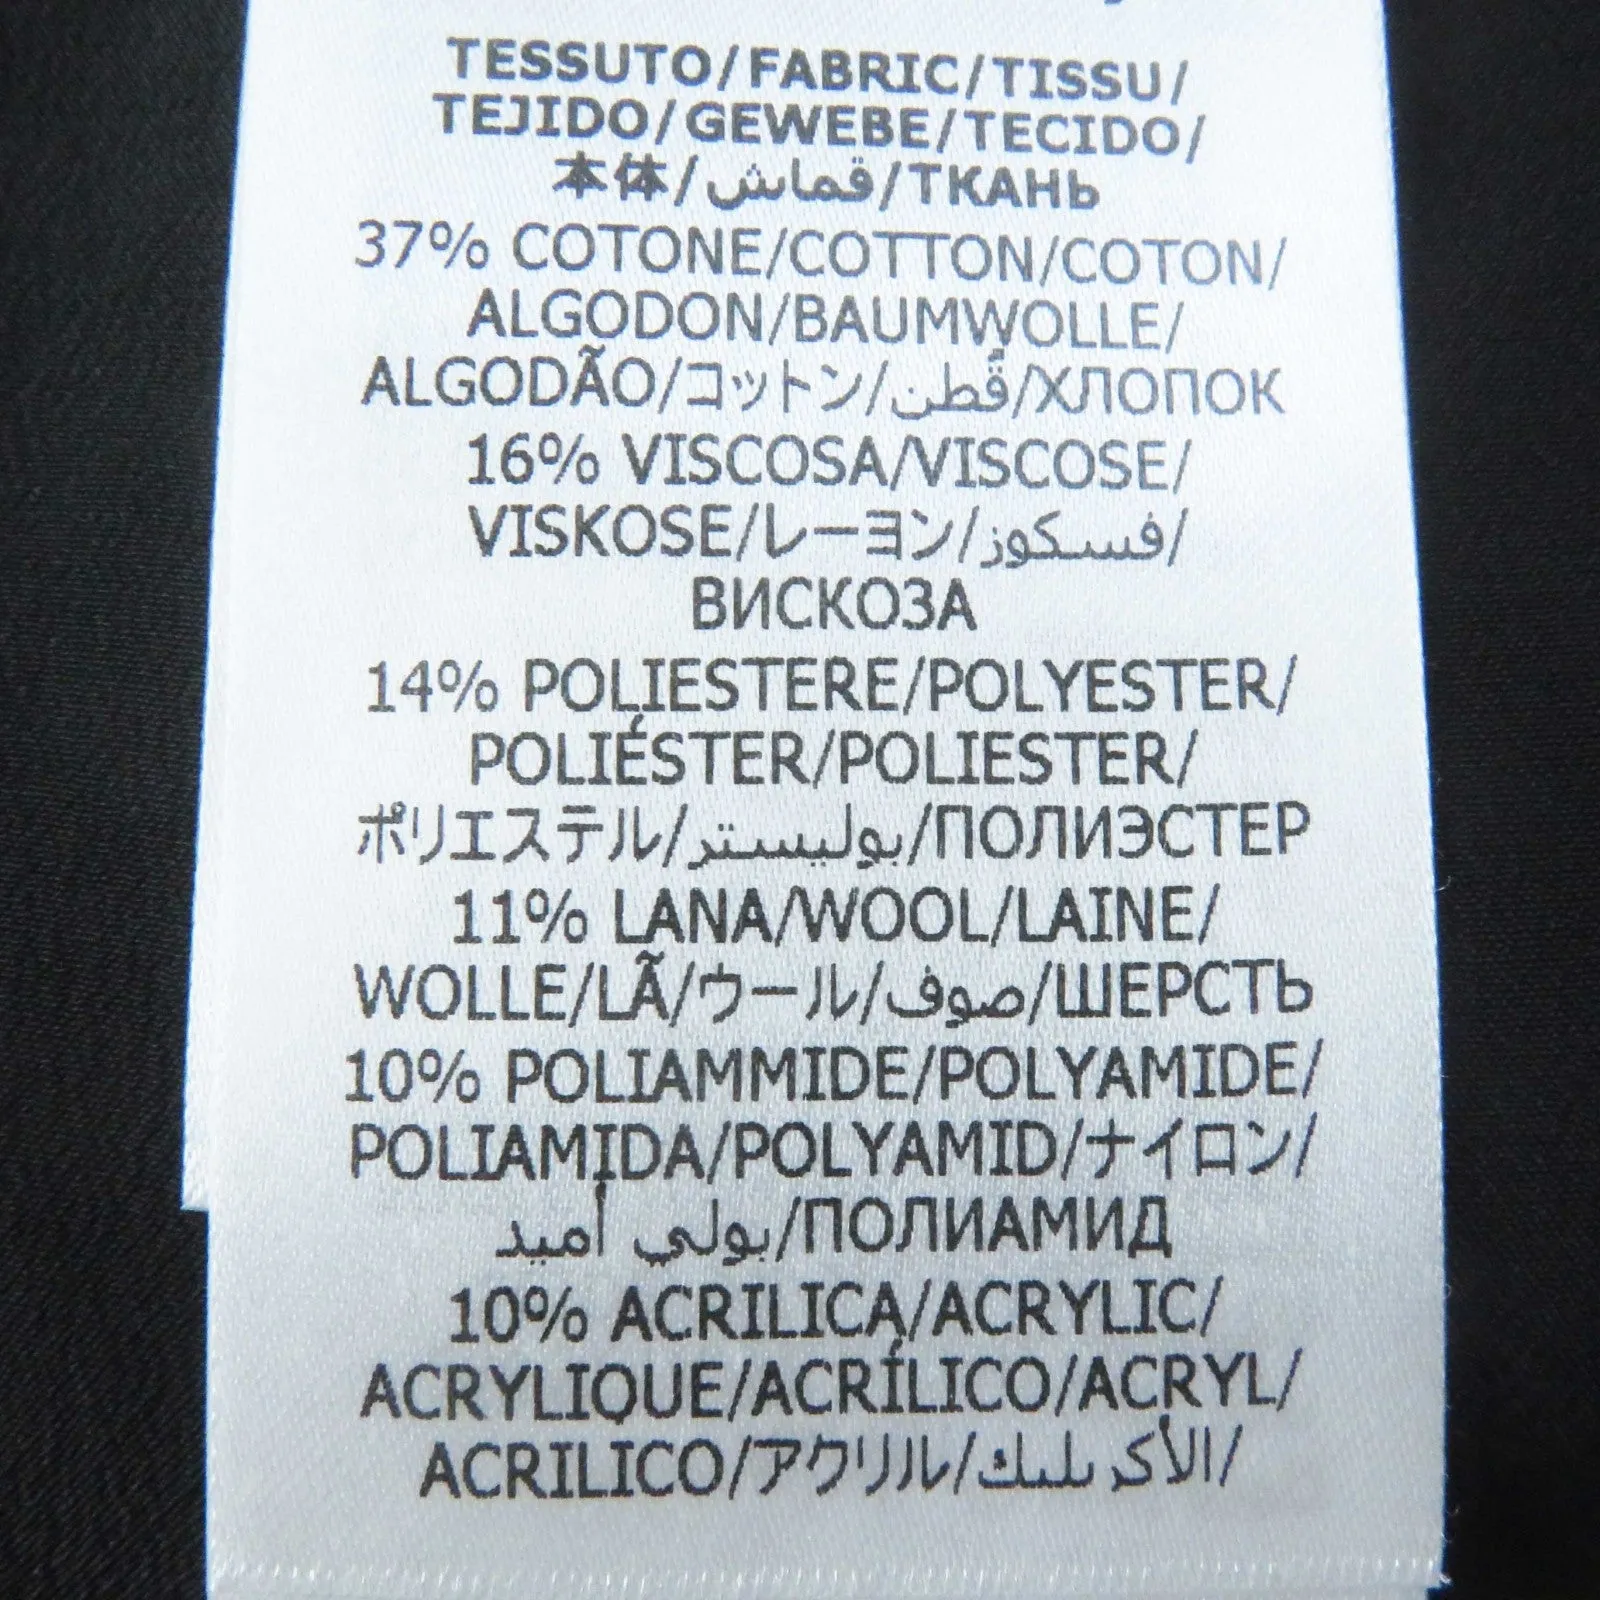 TESSUTO/FABRIC/TISSU/
TEJIDO/GEWEBE/TECIDO/
本体/قماش/ТКАНЬ
37% COTONE/COTTON/COTON/
ALGODON/BAUMWOLLE/
ALGODÃO/コットン/قُطن/ХЛОПОК
16% VISCOSA/VISCOSE/
VISKOSE/レーヨン/فسكوز/
ВИСКОЗА
14% POLIESTERE/POLYESTER/
POLIÉSTER/POLIESTER/
ポリエステル/بوليستر/ПОЛИЭСТЕР
11% LANA/WOOL/LAINE/
WOLLE/LÃ/ウール/صوف/ШЕРСТЬ
10% POLIAMMIDE/POLYAMIDE/
POLIAMIDA/POLYAMID/ナイロン/
بولي أميد/ПОЛИАМИД
10% ACRILICA/ACRYLIC/
ACRYLIQUE/ACRÍLICO/ACRYL/
ACRILICO/アクリル/الأكريليك/